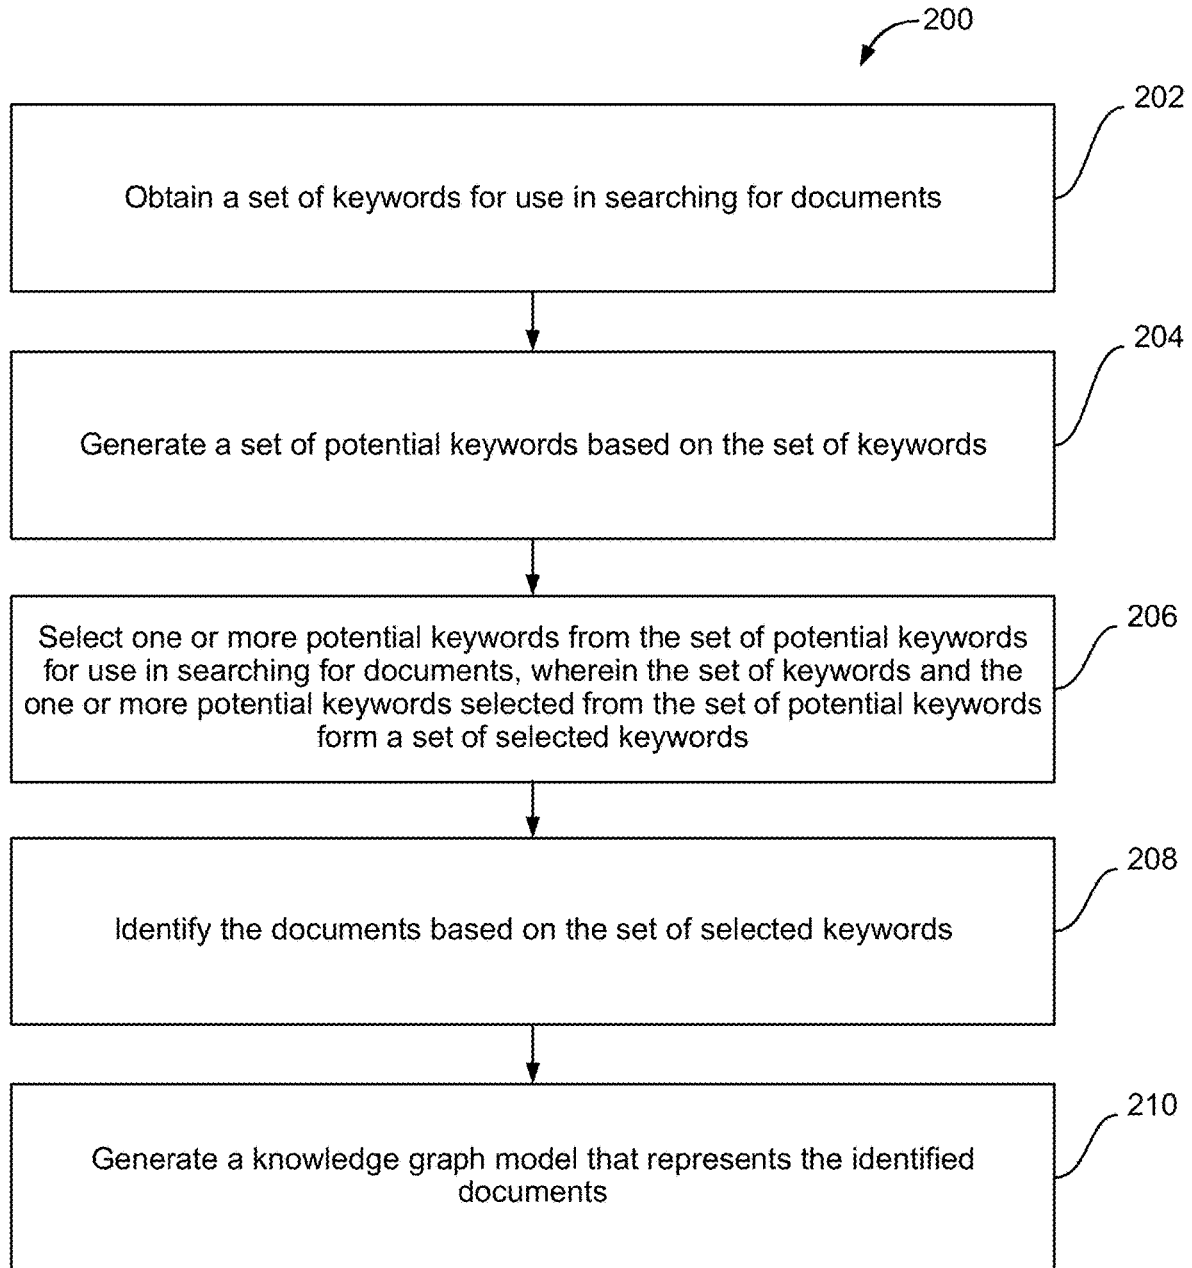 200
202
Obtain a set of keywords for use in searching for documents
204
Generate a set of potential keywords based on the set of keywords
206
Select one or more potential keywords from the set of potential keywords
for use in searching for documents, wherein the set of keywords and the
one or more potential keywords selected from the set of potential keywords
form a set of selected keywords
208
Identify the documents based on the set of selected keywords
210
Generate a knowledge graph model that represents the identified
documents